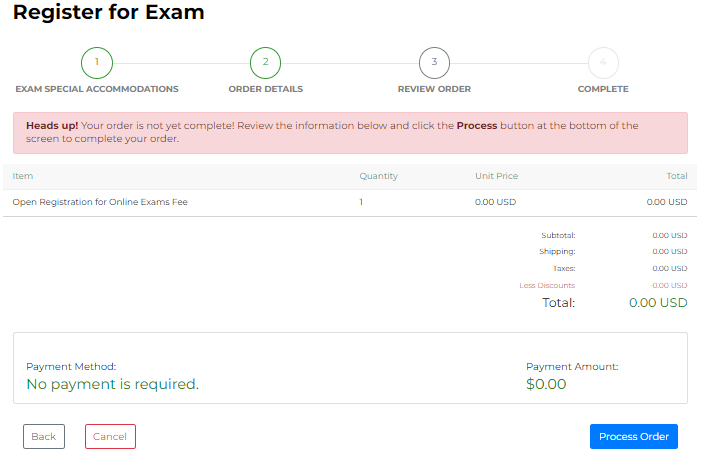 Register for Exam
1 2 3 4
EXAM SPECIAL ACCOMMODATIONS ORDER DETAILS REVIEW ORDER COMPLETE
Heads up! Your order is not yet complete! Review the information below and click the Process button at the bottom of the
screen to complete your order.
Item Quantity Unit Price Total
Open Registration for Online Exams Fee 1 0.00 USD 0.00 USD
Subtotal: 0.00 USD
Shipping: 0.00 USD
Taxes: 0.00 USD
Less Discounts -0.00 USD
Total: 0.00 USD
Payment Method: Payment Amount:
No payment is required. $0.00
Back Cancel Process Order